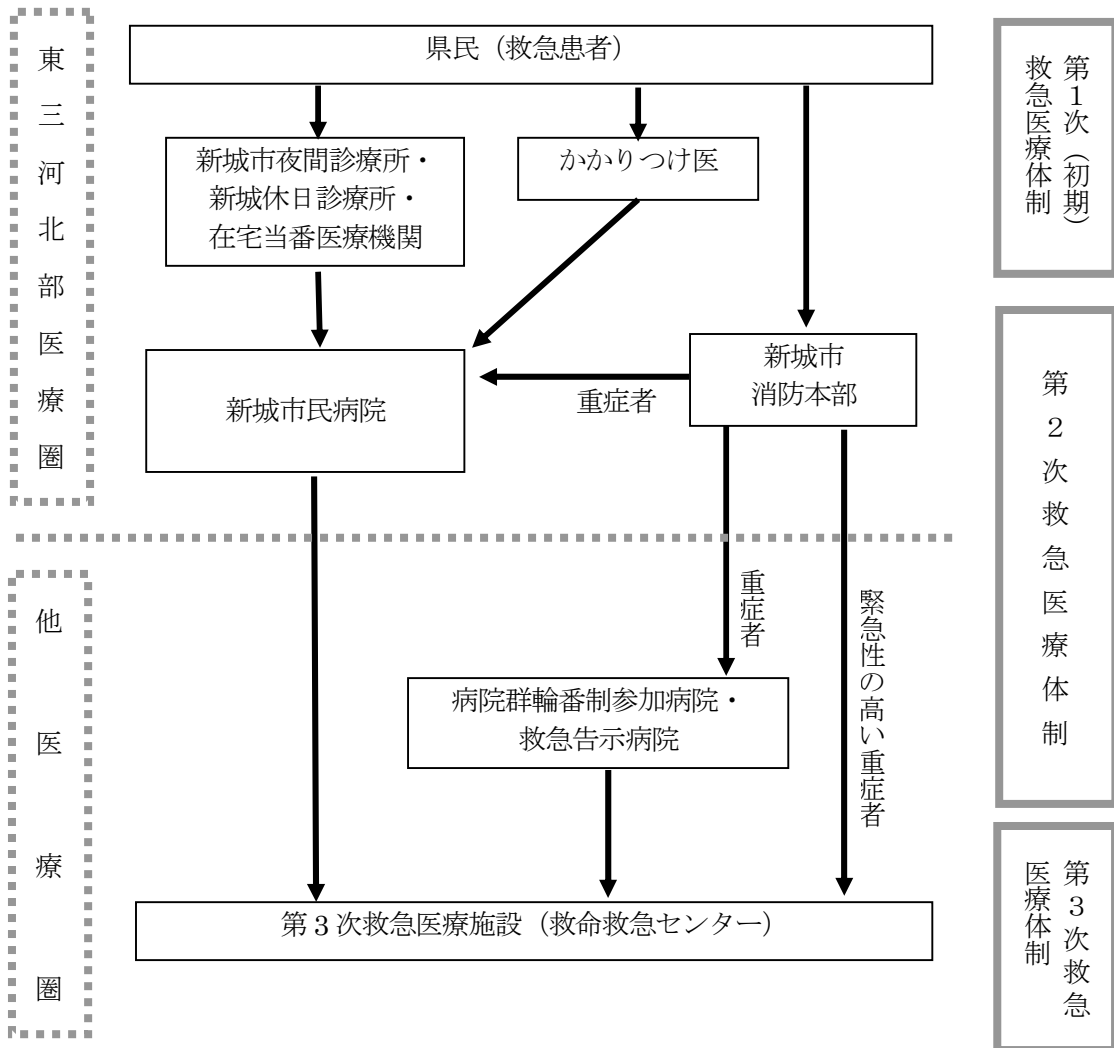 県民（救急患者）
東三河北部医療圏
第１次（初期）
救急医療体制
新城市夜間診療所・
新城休日診療所・
在宅当番医療機関
かかりつけ医
新城市民病院
重症者
新城市
消防本部
第２次救急医療体制
他医療圏
重症者
緊急性の高い重症者
病院群輪番制参加病院・
救急告示病院
第３次救急医療施設（救命救急センター）
第３次救急
医療体制